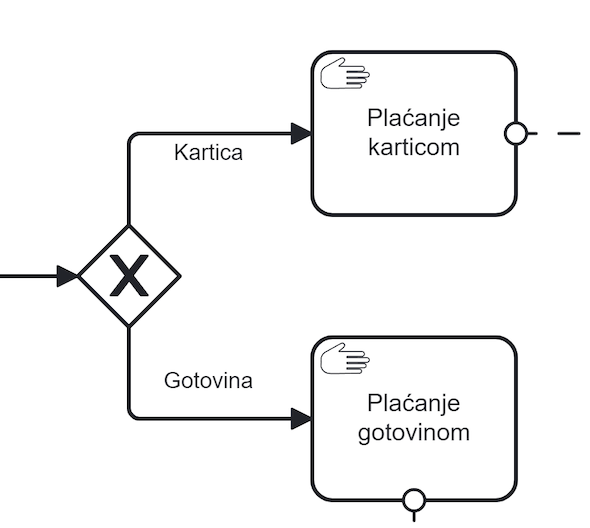 Plaćanje
karticom
Kartica
X
Gotovina
Plaćanje
gotovinom